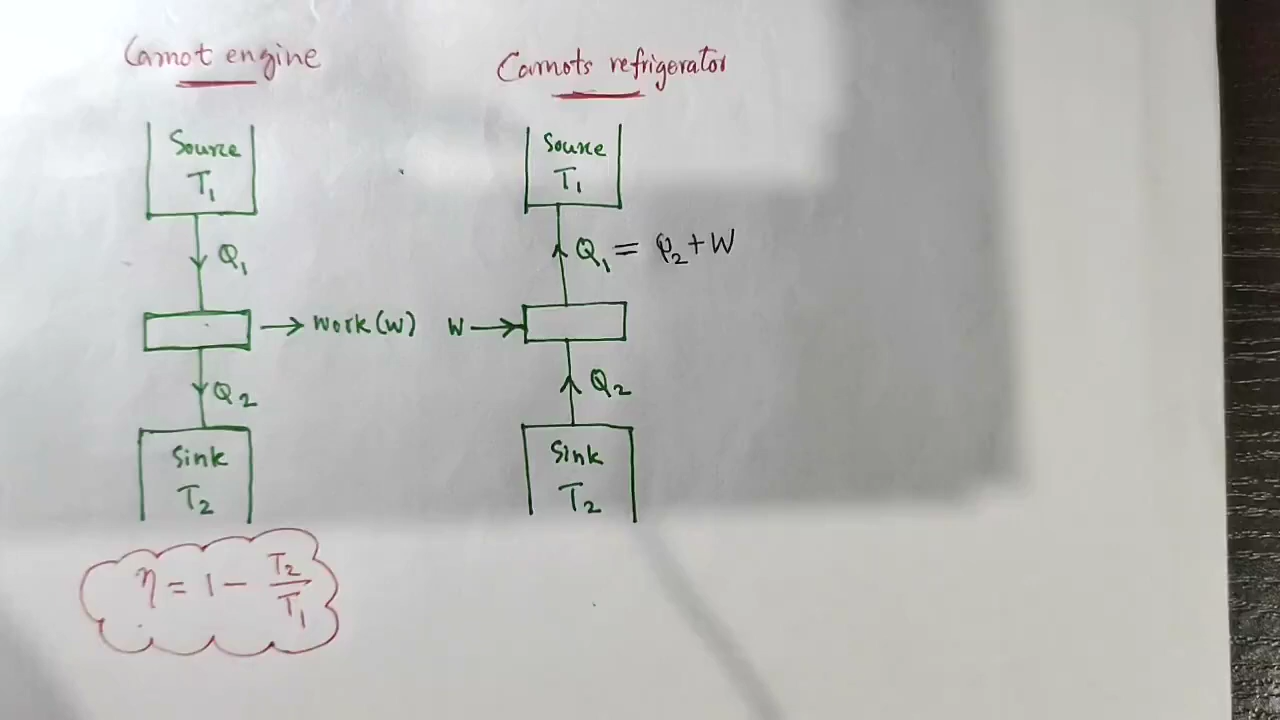 Carnot engine
Source
T₁
Q₁
Work(W)
Q₂
Sink
T₂
η = 1 - T₂/T₁
Carnots refrigerator
Source
T₁
Q₁ = Q₂ + W
W
Q₂
Sink
T₂